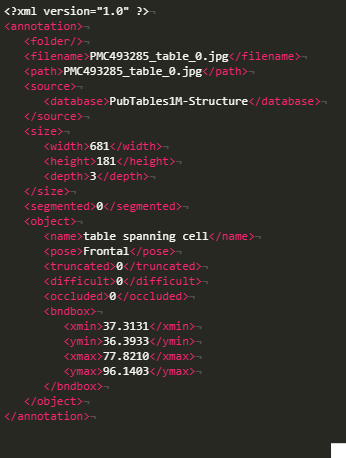 <?xml version="1.0" ?>¬
<annotation>¬
<folder/>¬
<filename>PMC493285_table_0.jpg</filename>¬
<path>PMC493285_table_0.jpg</path>¬
<source>¬
<database>PubTables1M-Structure</database>¬
</source>¬
<size>¬
<width>681</width>¬
<height>181</height>¬
<depth>3</depth>¬
</size>¬
<segmented>0</segmented>¬
<object>¬
<name>table spanning cell</name>¬
<pose>Frontal</pose>¬
<truncated>0</truncated>¬
<difficult>0</difficult>¬
<occluded>0</occluded>¬
<bndbox>¬
<xmin>37.3131</xmin>¬
<ymin>36.3933</ymin>¬
<xmax>77.8210</xmax>¬
<ymax>96.1403</ymax>¬
</bndbox>¬
</object>¬
</annotation>¬